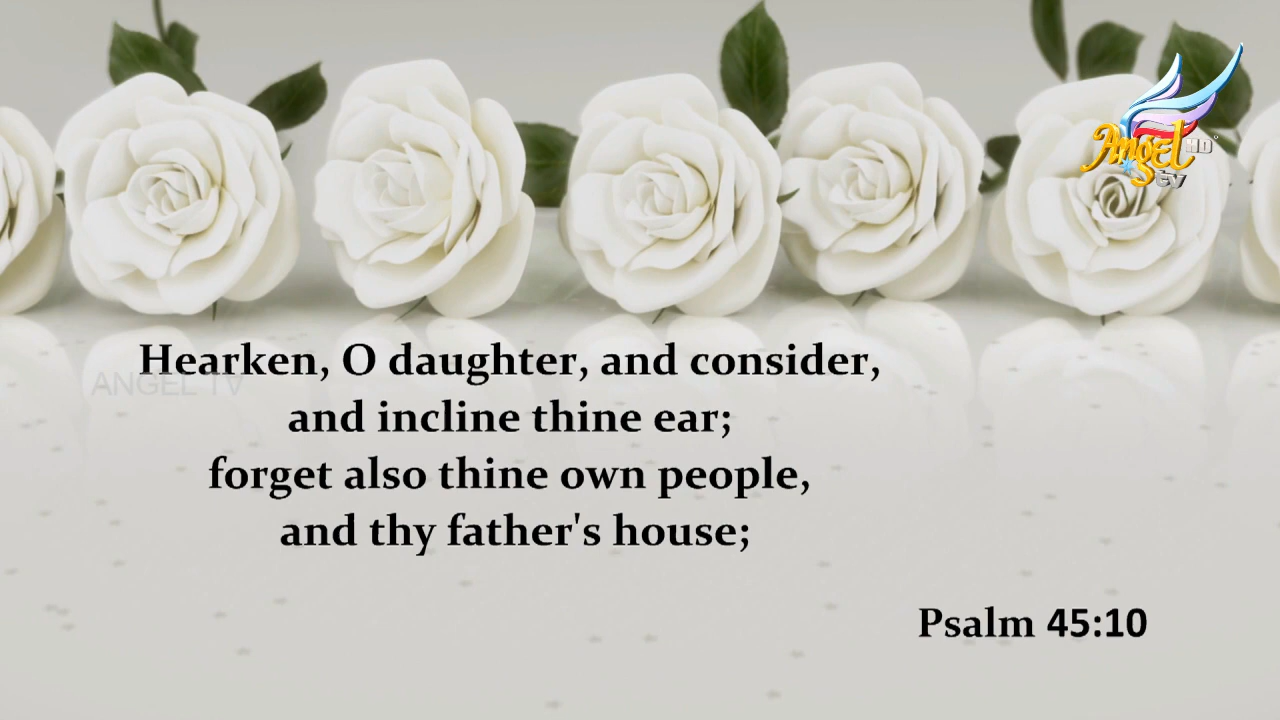 Angel HD
tv
Hearken, O daughter, and consider,
ANGEL TV
and incline thine ear;
forget also thine own people,
and thy father's house;
Psalm 45:10